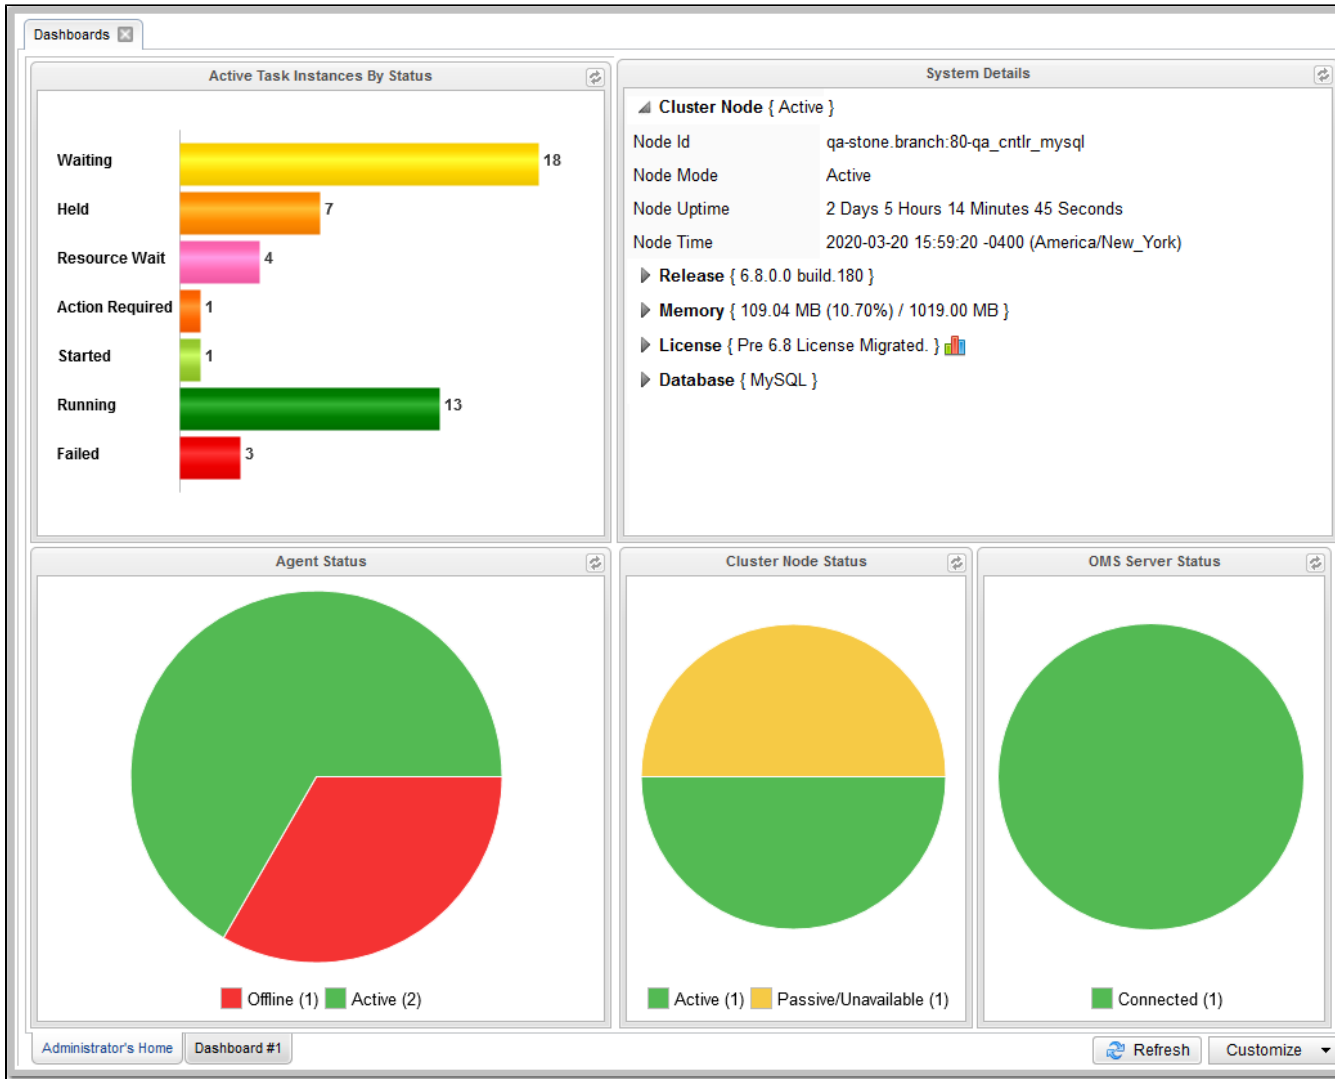 Dashboards
Active Task Instances By Status
Waiting 18
Held 7
Resource Wait 4
Action Required 1
Started 1
Running 13
Failed 3
System Details
Cluster Node { Active }
Node Id qa-stone.branch:80-qa_cntlr_mysql
Node Mode Active
Node Uptime 2 Days 5 Hours 14 Minutes 45 Seconds
Node Time 2020-03-20 15:59:20 -0400 (America/New_York)
Release { 6.8.0.0 build.180 }
Memory { 109.04 MB (10.70%) / 1019.00 MB }
License { Pre 6.8 License Migrated. }
Database { MySQL }
Agent Status
Offline (1) Active (2)
Cluster Node Status
Active (1) Passive/Unavailable (1)
OMS Server Status
Connected (1)
Administrator's Home Dashboard #1 Refresh Customize